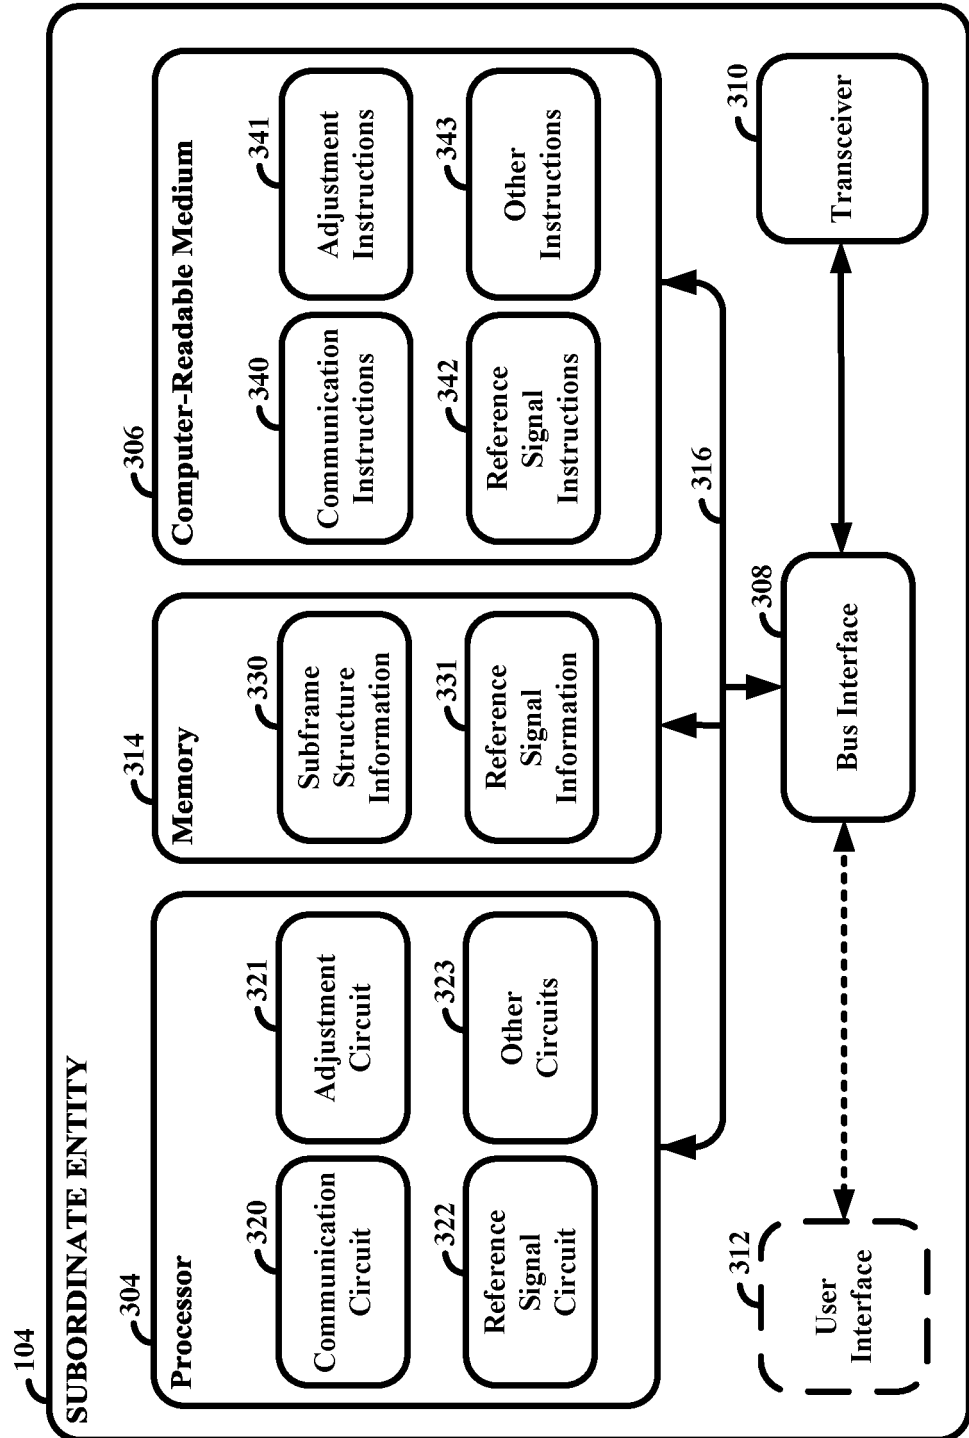 104
SUBORDINATE ENTITY
304
Processor
320
Communication
Circuit
321
Adjustment
Circuit
322
Reference
Signal
Circuit
323
Other
Circuits
314
Memory
330
Subframe
Structure
Information
331
Reference
Signal
Information
306
Computer-Readable Medium
340
Communication
Instructions
341
Adjustment
Instructions
342
Reference
Signal
Instructions
343
Other
Instructions
316
312
User
Interface
308
Bus Interface
310
Transceiver